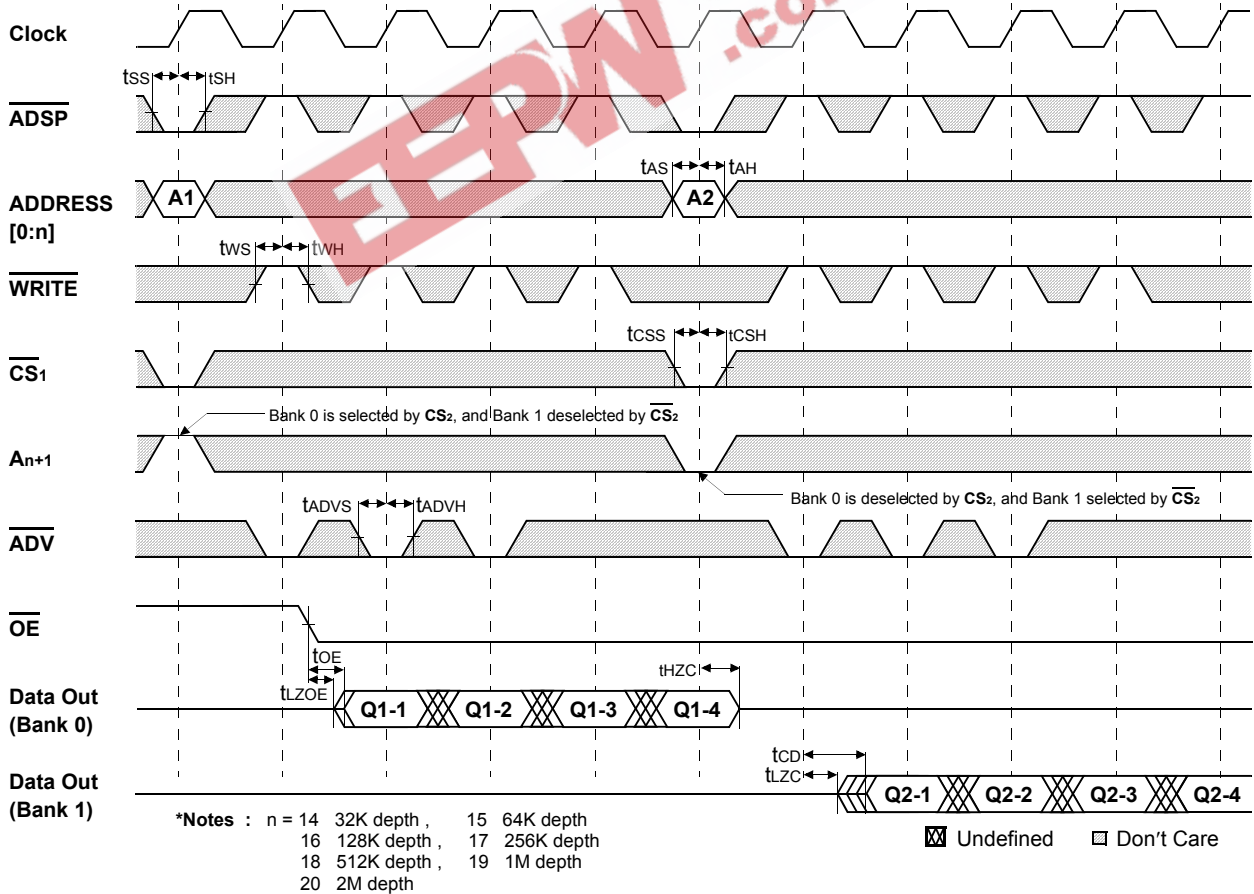 Clock
tSS tSH
ADSP
tAS tAH
ADDRESS
[0:n]
A1 A2
tWS tWH
WRITE
tCSS tCSH
CS1
Bank 0 is selected by CS2, and Bank 1 deselected by CS2
An+1
Bank 0 is deselected by CS2, and Bank 1 selected by CS2
tADVS tADVH
ADV
OE
tOE
tHZC
tLZOE
Data Out
(Bank 0)
Q1-1 Q1-2 Q1-3 Q1-4
tCD
tLZC
Data Out
(Bank 1)
Q2-1 Q2-2 Q2-3 Q2-4
*Notes : n = 14 32K depth , 15 64K depth
16 128K depth , 17 256K depth
18 512K depth , 19 1M depth
20 2M depth
Undefined Don't Care
EEPW .co